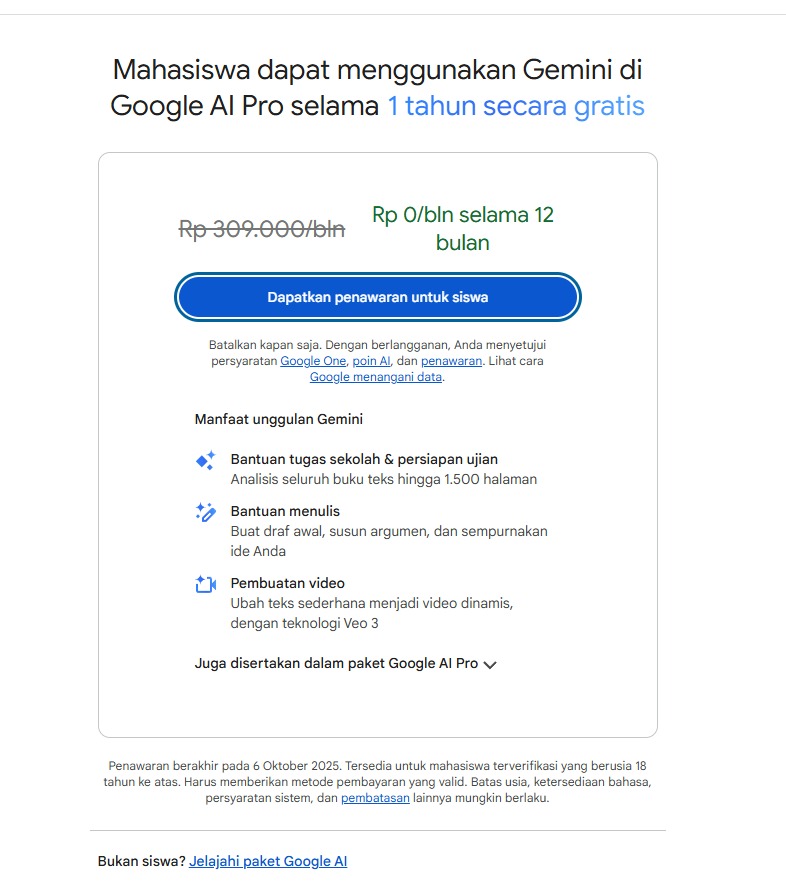 Mahasiswa dapat menggunakan Gemini di
Google AI Pro selama 1 tahun secara gratis
Rp 309.000/bln
Rp 0/bln selama 12
bulan
Dapatkan penawaran untuk siswa
Batalkan kapan saja. Dengan berlangganan, Anda menyetujui
persyaratan Google One, poin AI, dan penawaran. Lihat cara
Google menangani data.
Manfaat unggulan Gemini
Bantuan tugas sekolah & persiapan ujian
Analisis seluruh buku teks hingga 1.500 halaman
Bantuan menulis
Buat draf awal, susun argumen, dan sempurnakan
ide Anda
Pembuatan video
Ubah teks sederhana menjadi video dinamis,
dengan teknologi Veo 3
Juga disertakan dalam paket Google AI Pro
Penawaran berakhir pada 6 Oktober 2025. Tersedia untuk mahasiswa terverifikasi yang berusia 18
tahun ke atas. Harus memberikan metode pembayaran yang valid. Batas usia, ketersediaan bahasa,
persyaratan sistem, dan pembatasan lainnya mungkin berlaku.
Bukan siswa? Jelajahi paket Google AI